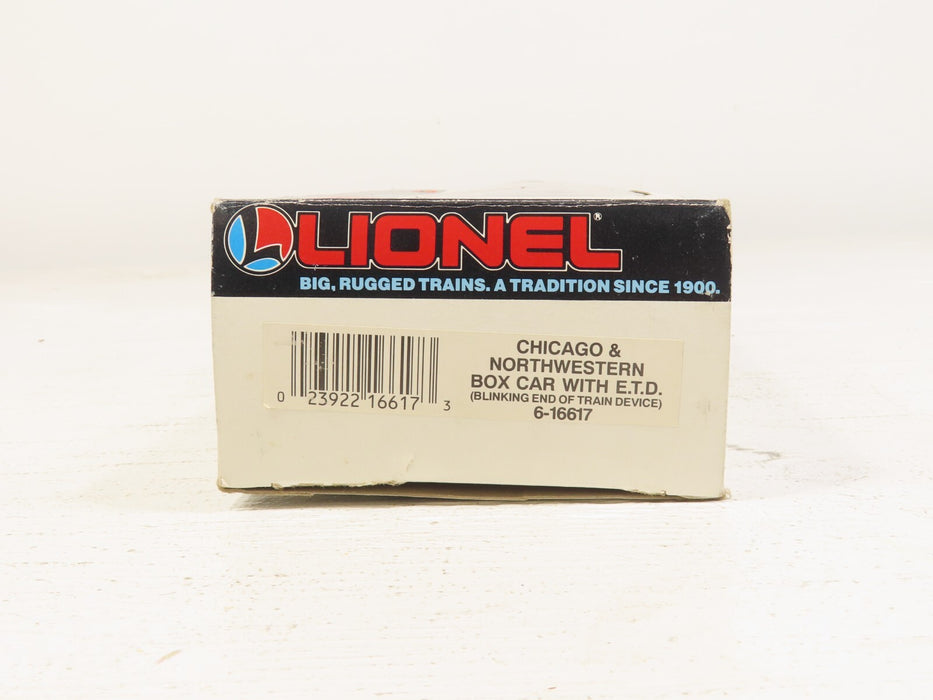 LIONEL®
BIG, RUGGED TRAINS. A TRADITION SINCE 1900.
CHICAGO &
NORTHWESTERN
BOX CAR WITH E.T.D.
(BLINKING END OF TRAIN DEVICE)
6-16617
0 23922 16617 3